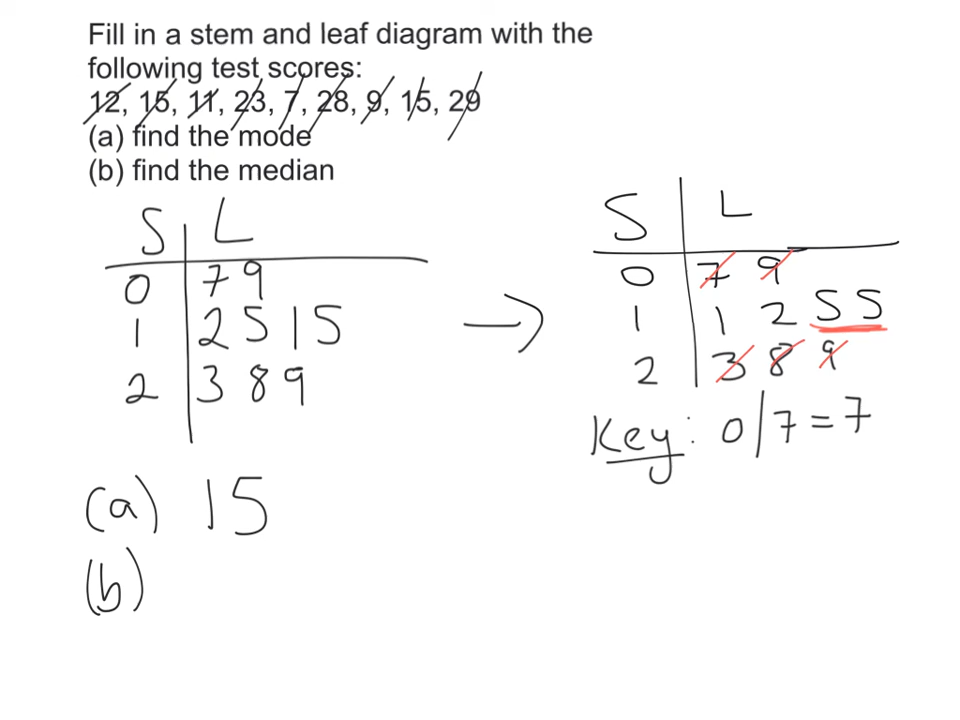 Fill in a stem and leaf diagram with the
following test scores:
12, 15, 11, 23, 7, 28, 9, 15, 29
(a) find the mode
(b) find the median
S L
0 7 9
1 2 5 1 5
2 3 8 9
→
S L
0 7 9
1 1 2 5 5
2 3 8 9
Key: 0|7 = 7
(a) 15
(b)